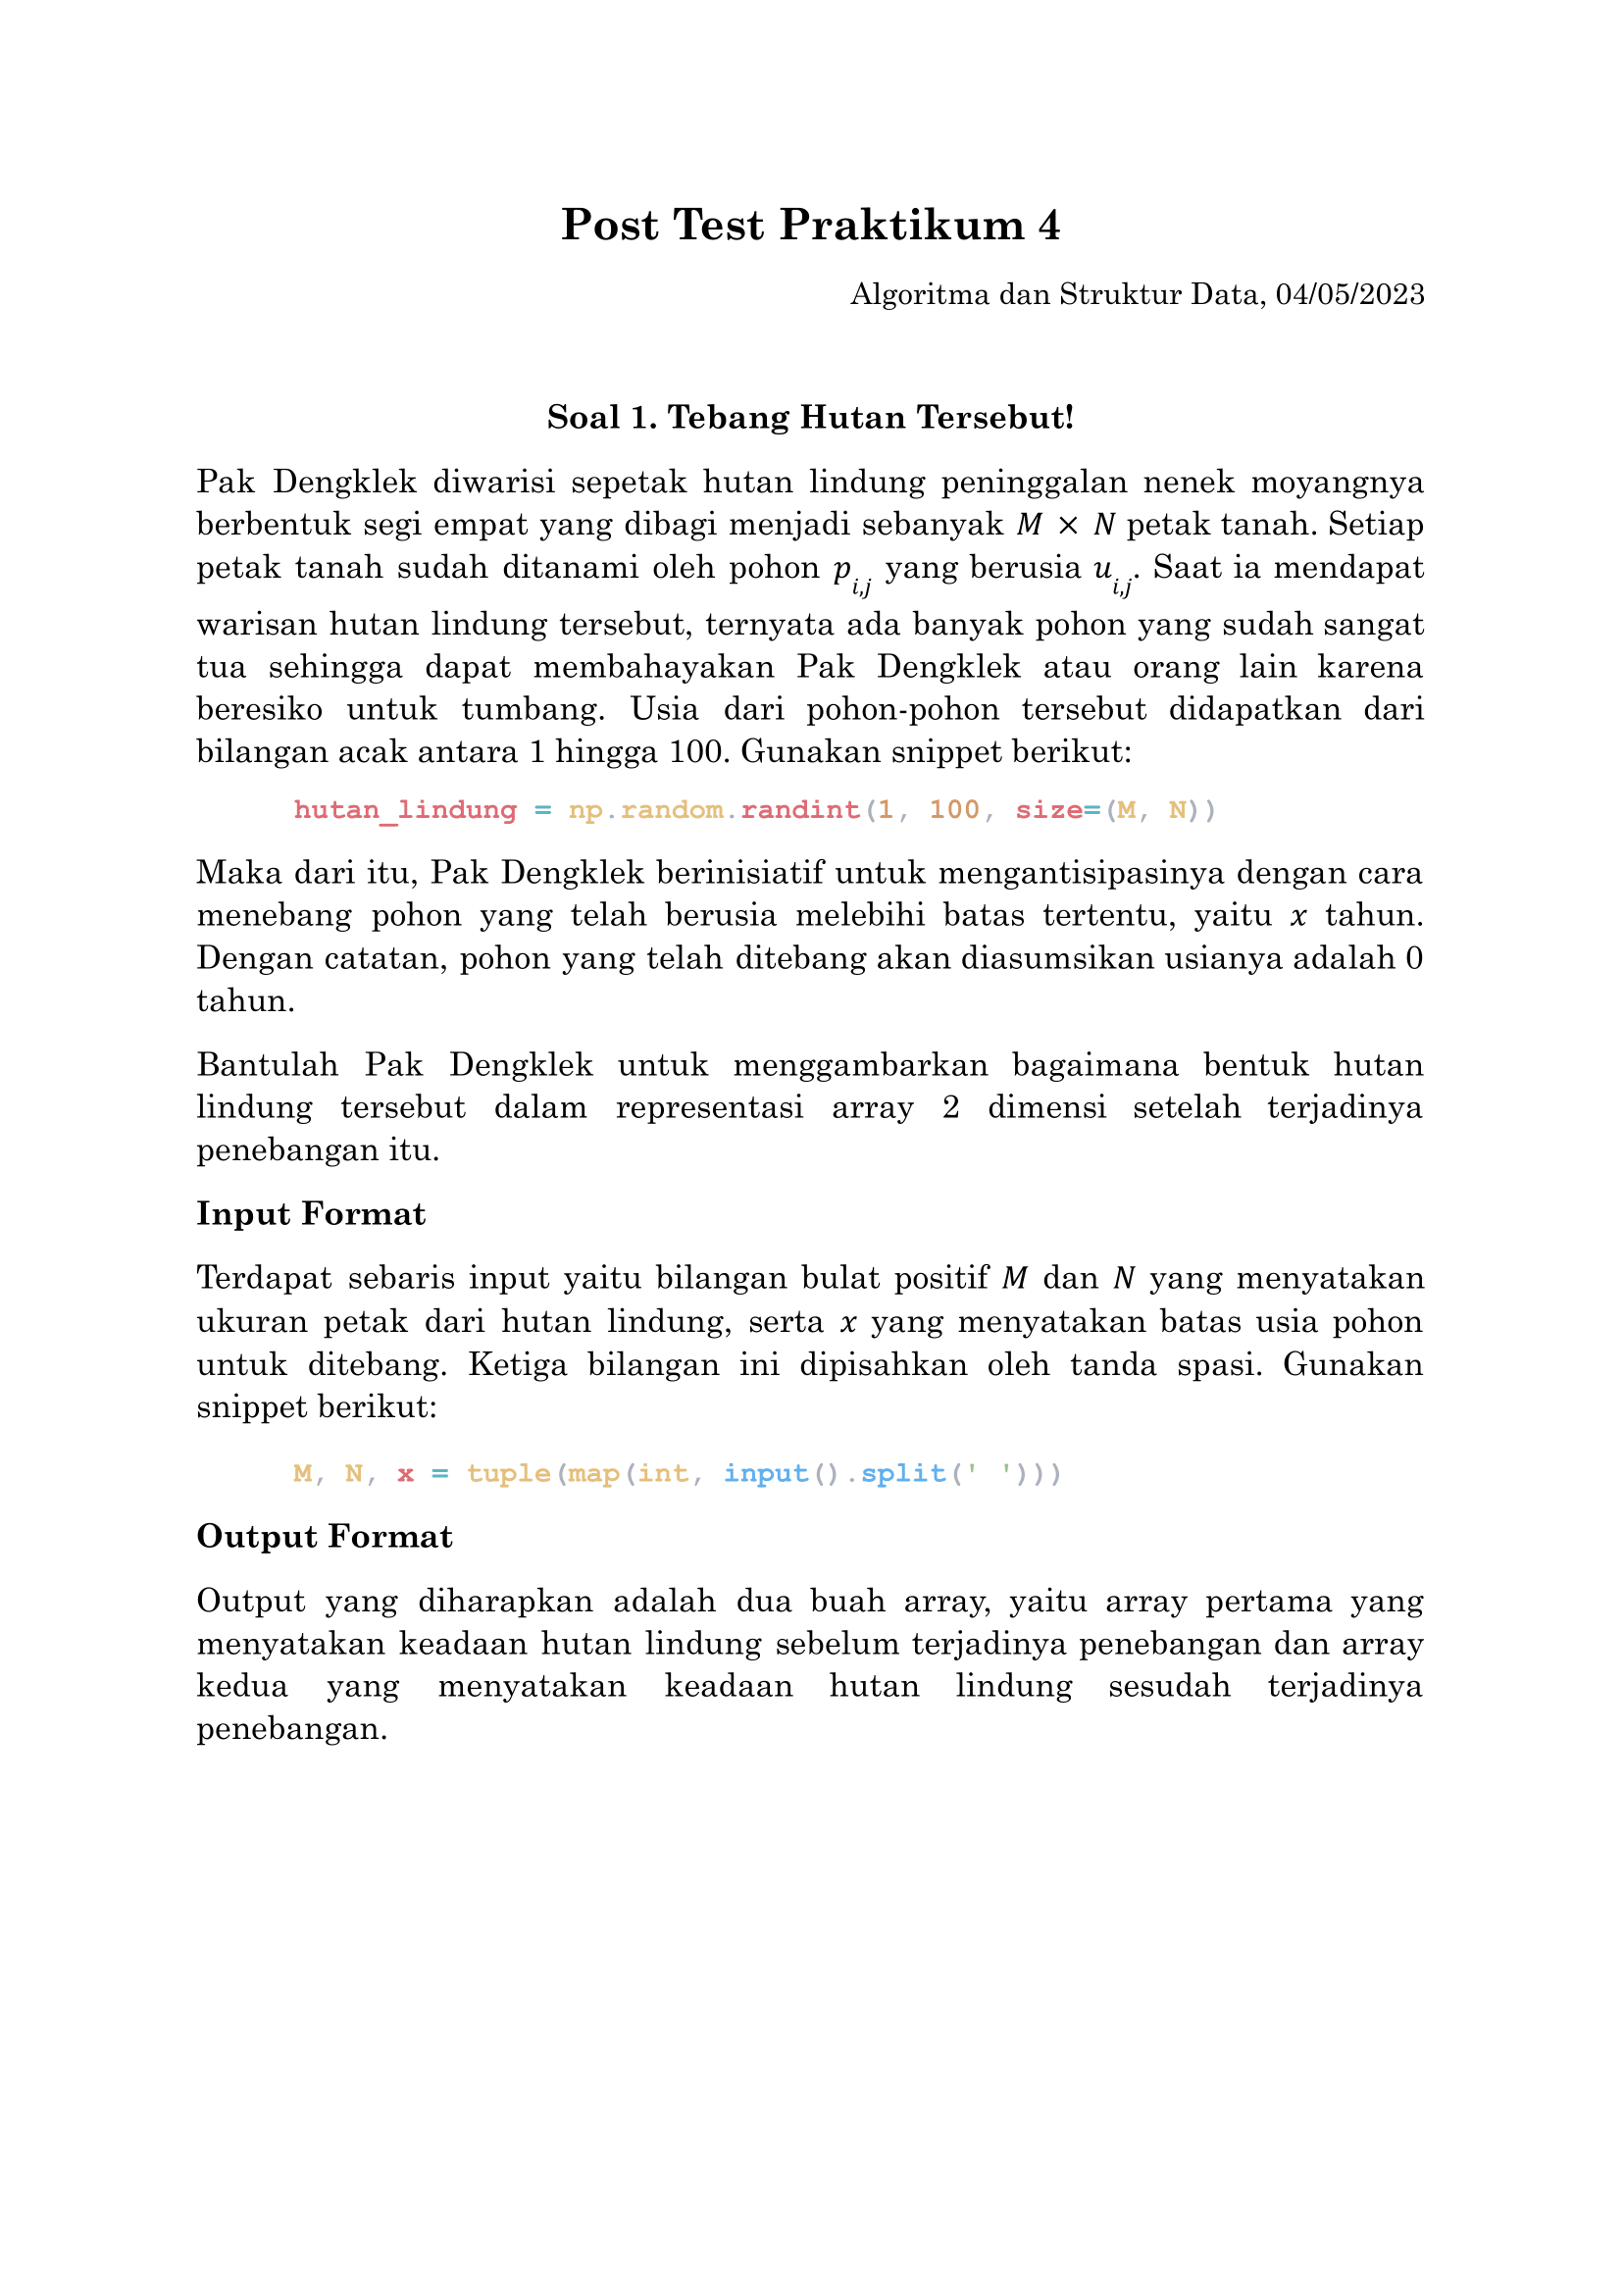 Post Test Praktikum 4
Algoritma dan Struktur Data, 04/05/2023
Soal 1. Tebang Hutan Tersebut!
Pak Dengklek diwarisi sepetak hutan lindung peninggalan nenek moyangnya
berbentuk segi empat yang dibagi menjadi sebanyak M × N petak tanah. Setiap
petak tanah sudah ditanami oleh pohon p_{i,j} yang berusia u_{i,j}. Saat ia mendapat
warisan hutan lindung tersebut, ternyata ada banyak pohon yang sudah sangat
tua sehingga dapat membahayakan Pak Dengklek atau orang lain karena
beresiko untuk tumbang. Usia dari pohon-pohon tersebut didapatkan dari
bilangan acak antara 1 hingga 100. Gunakan snippet berikut:
hutan_lindung = np.random.randint(1, 100, size=(M, N))
Maka dari itu, Pak Dengklek berinisiatif untuk mengantisipasinya dengan cara
menebang pohon yang telah berusia melebihi batas tertentu, yaitu x tahun.
Dengan catatan, pohon yang telah ditebang akan diasumsikan usianya adalah 0
tahun.
Bantulah Pak Dengklek untuk menggambarkan bagaimana bentuk hutan
lindung tersebut dalam representasi array 2 dimensi setelah terjadinya
penebangan itu.
Input Format
Terdapat sebaris input yaitu bilangan bulat positif M dan N yang menyatakan
ukuran petak dari hutan lindung, serta x yang menyatakan batas usia pohon
untuk ditebang. Ketiga bilangan ini dipisahkan oleh tanda spasi. Gunakan
snippet berikut:
M, N, x = tuple(map(int, input().split(' ')))
Output Format
Output yang diharapkan adalah dua buah array, yaitu array pertama yang
menyatakan keadaan hutan lindung sebelum terjadinya penebangan dan array
kedua yang menyatakan keadaan hutan lindung sesudah terjadinya
penebangan.